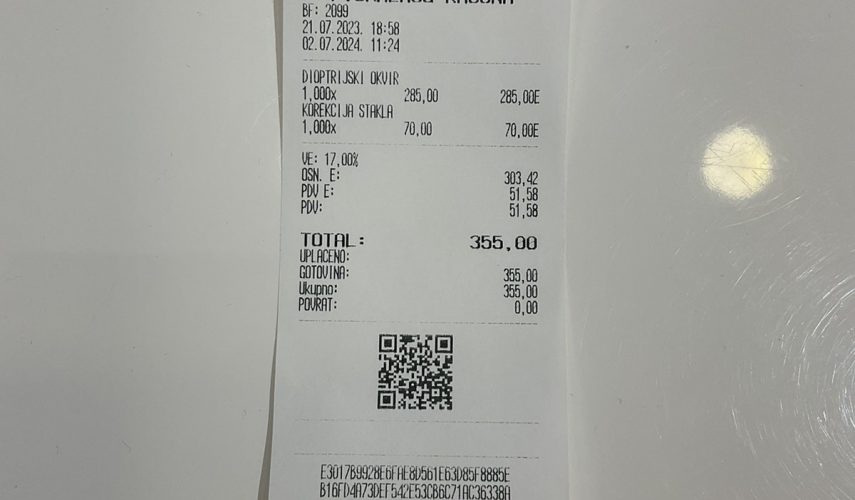 BF: 2099
21.07.2023. 18:58
02.07.2024. 11:24
DIOPTRIJSKI OKVIR
1,000x 285,00 285,00E
KOREKCIJA STAKLA
1,000x 70,00 70,00E
VE: 17,00%
OSN. E: 303,42
PDV E: 51,58
PDV: 51,58
TOTAL: 355,00
UPLAĆENO:
GOTOVINA: 355,00
Ukupno: 355,00
POVRAT: 0,00
E3017B9928E6FAE8D561E63D85F8885E
B16FD4A73DEF542E53CB6C71AC36338A